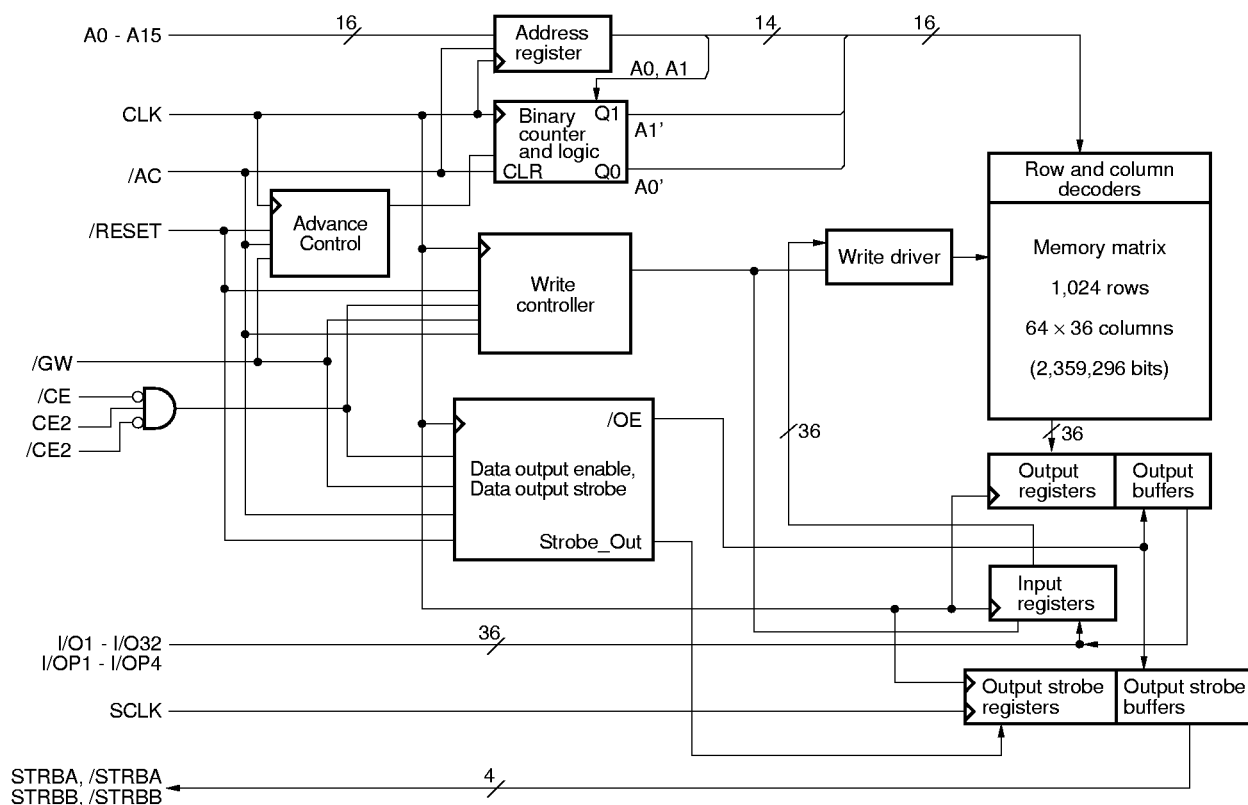 A0 - A15
16
Address
register
14
16
A0, A1
CLK
Binary
counter
and logic
CLR
Q1
Q0
A1’
A0’
/AC
Row and column
decoders
/RESET
Advance
Control
Write
controller
Write driver
Memory matrix
1,024 rows
64 × 36 columns
(2,359,296 bits)
/GW
/CE
CE2
/CE2
/OE
Data output enable,
Data output strobe
Strobe_Out
36
36
Output
registers
Output
buffers
Input
registers
I/O1 - I/O32
I/OP1 - I/OP4
36
SCLK
Output strobe
registers
Output strobe
buffers
STRBA, /STRBA
STRBB, /STRBB
4